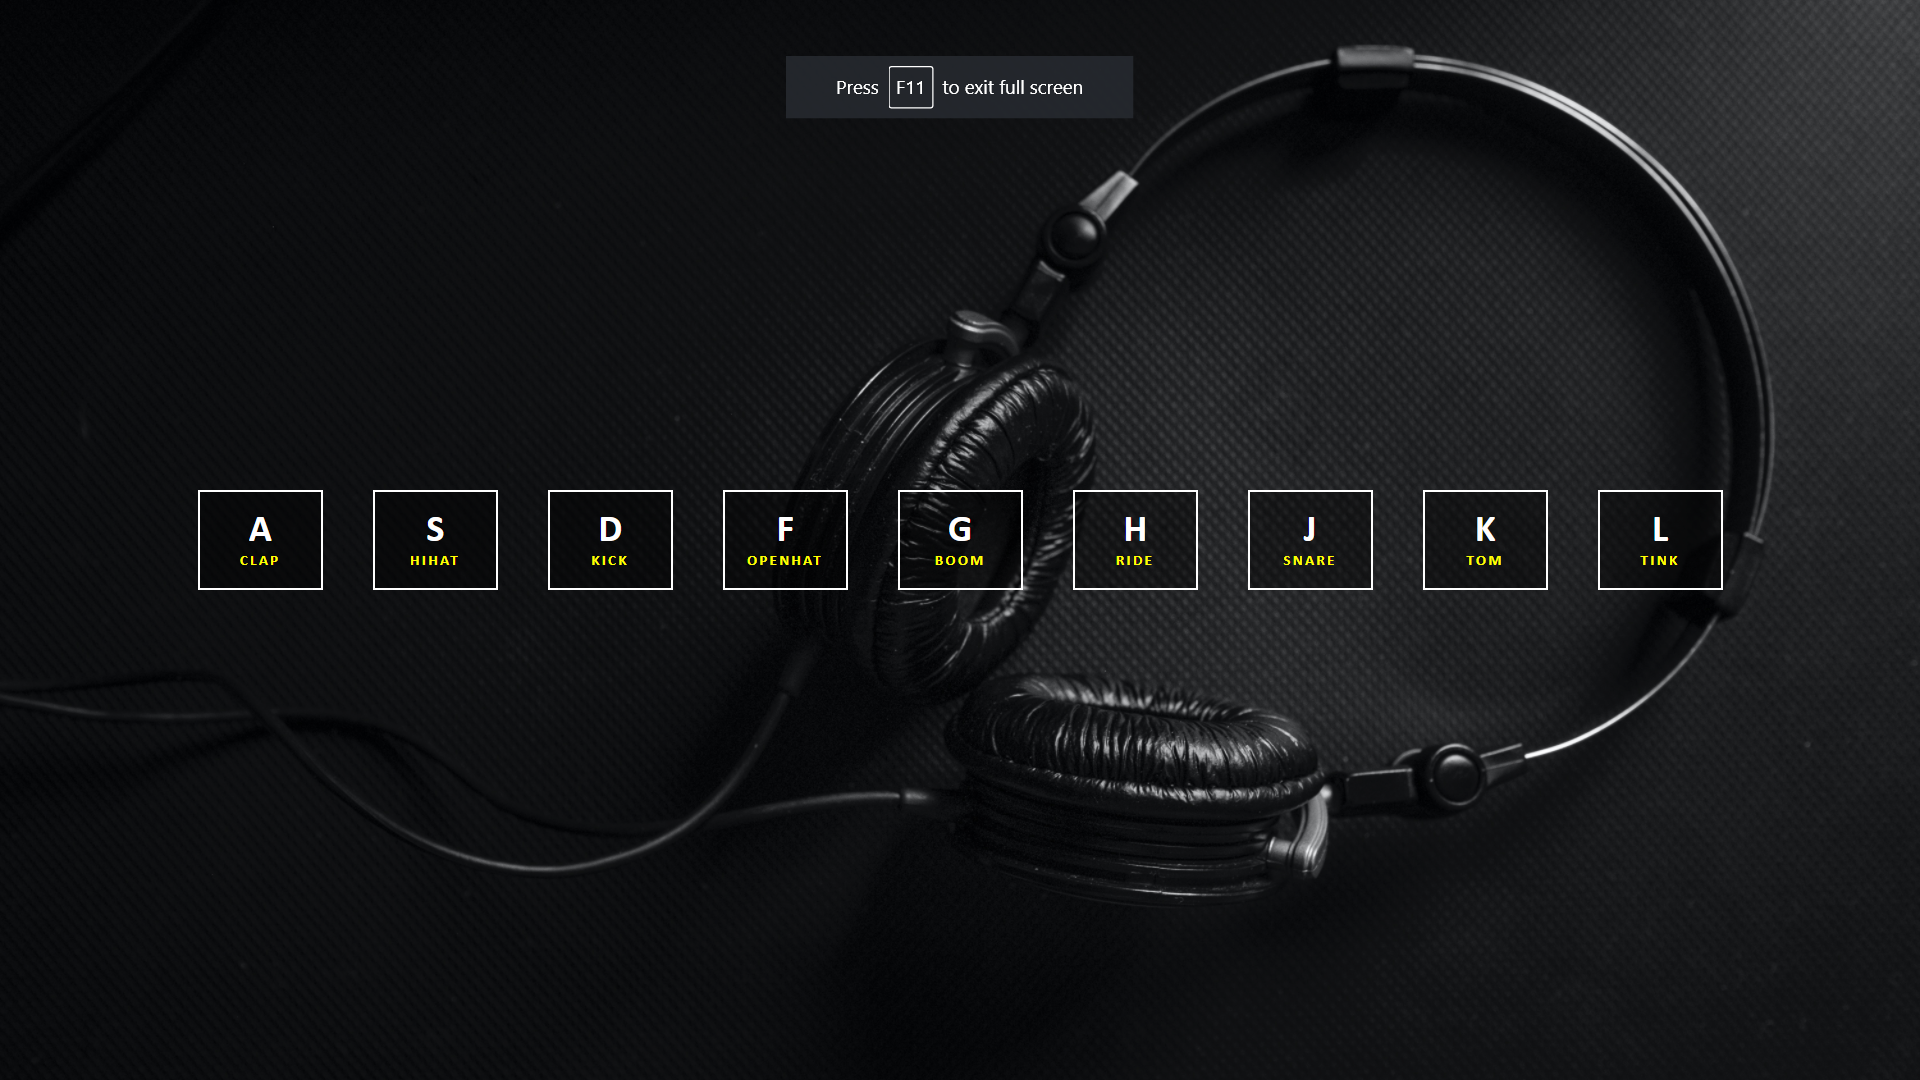 Press F11 to exit full screen
A S D F G H J K L
CLAP HIHAT KICK OPENHAT BOOM RIDE SNARE TOM TINK